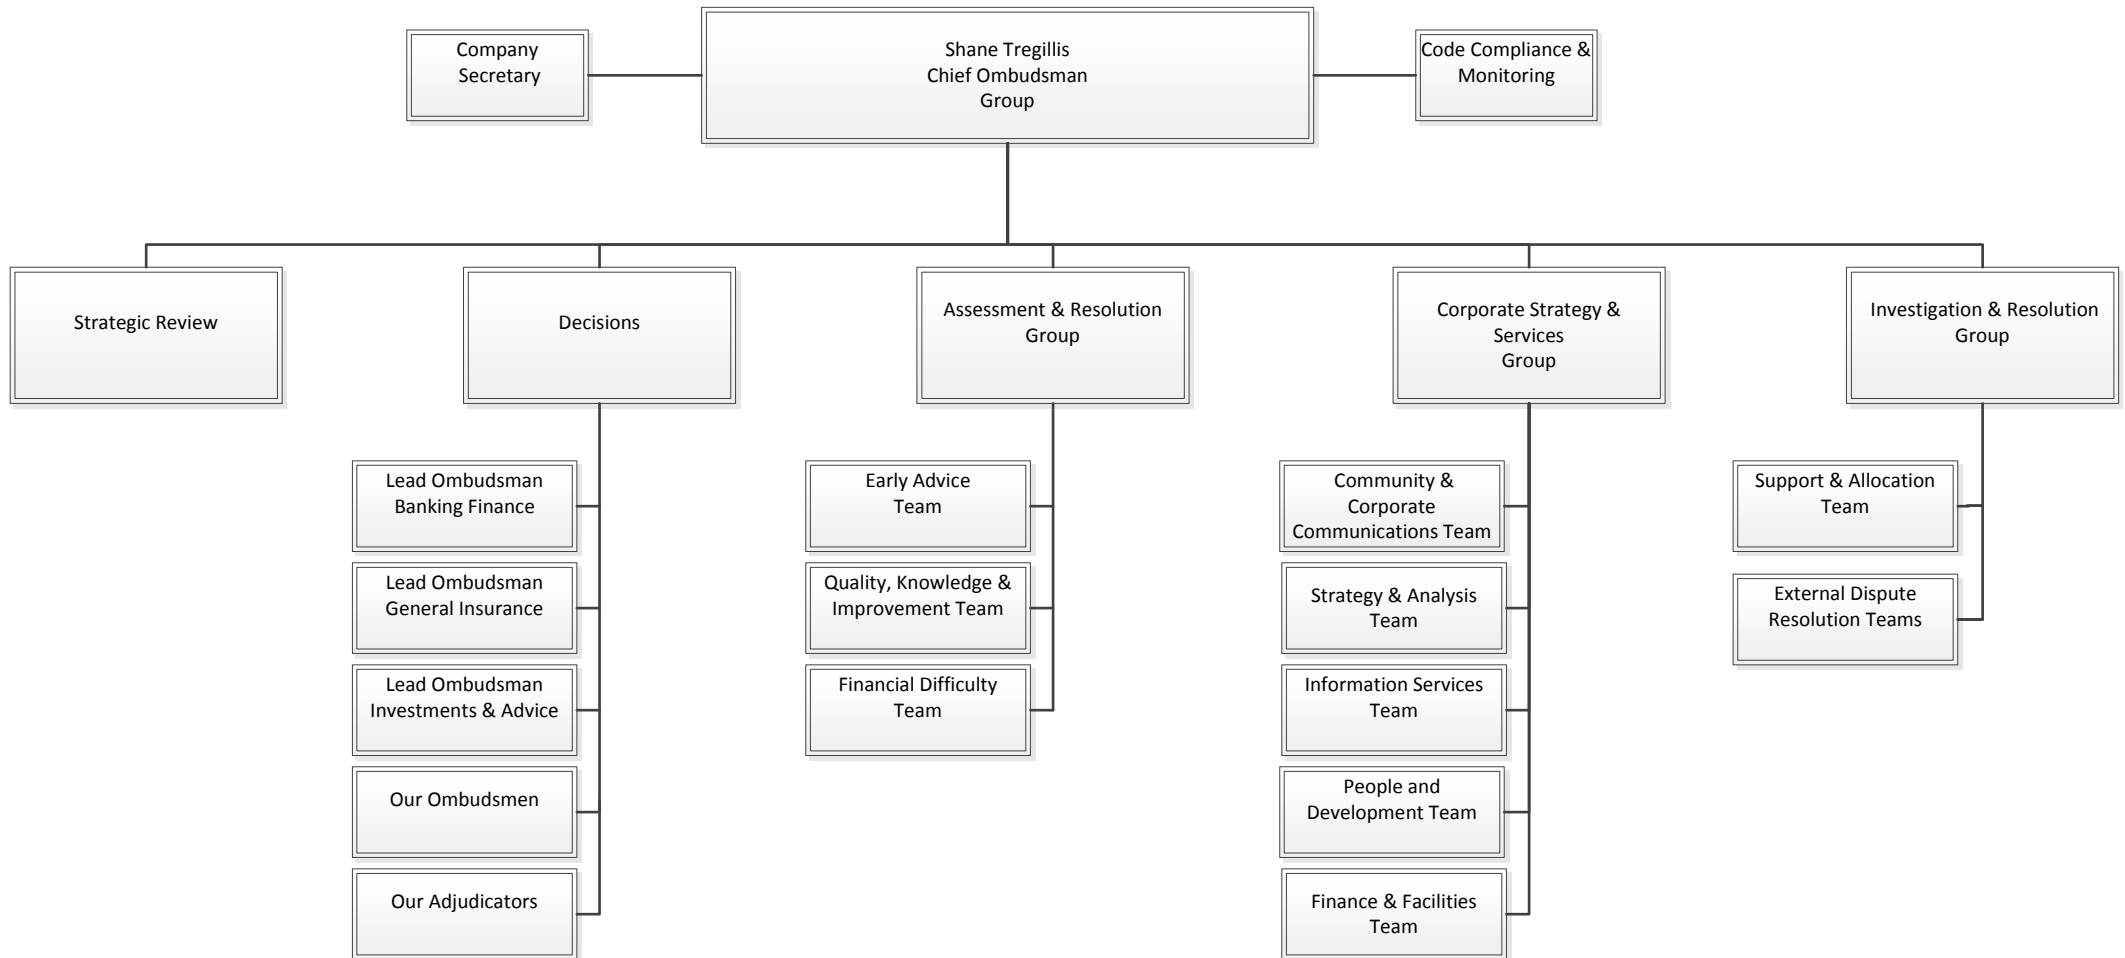 Company
Secretary
Shane Tregillis
Chief Ombudsman
Group
Code Compliance &
Monitoring
Strategic Review
Decisions
Assessment & Resolution
Group
Corporate Strategy &
Services
Group
Investigation & Resolution
Group
Lead Ombudsman
Banking Finance
Lead Ombudsman
General Insurance
Lead Ombudsman
Investments & Advice
Our Ombudsmen
Our Adjudicators
Early Advice
Team
Quality, Knowledge &
Improvement Team
Financial Difficulty
Team
Community &
Corporate
Communications Team
Strategy & Analysis
Team
Information Services
Team
People and
Development Team
Finance & Facilities
Team
Support & Allocation
Team
External Dispute
Resolution Teams